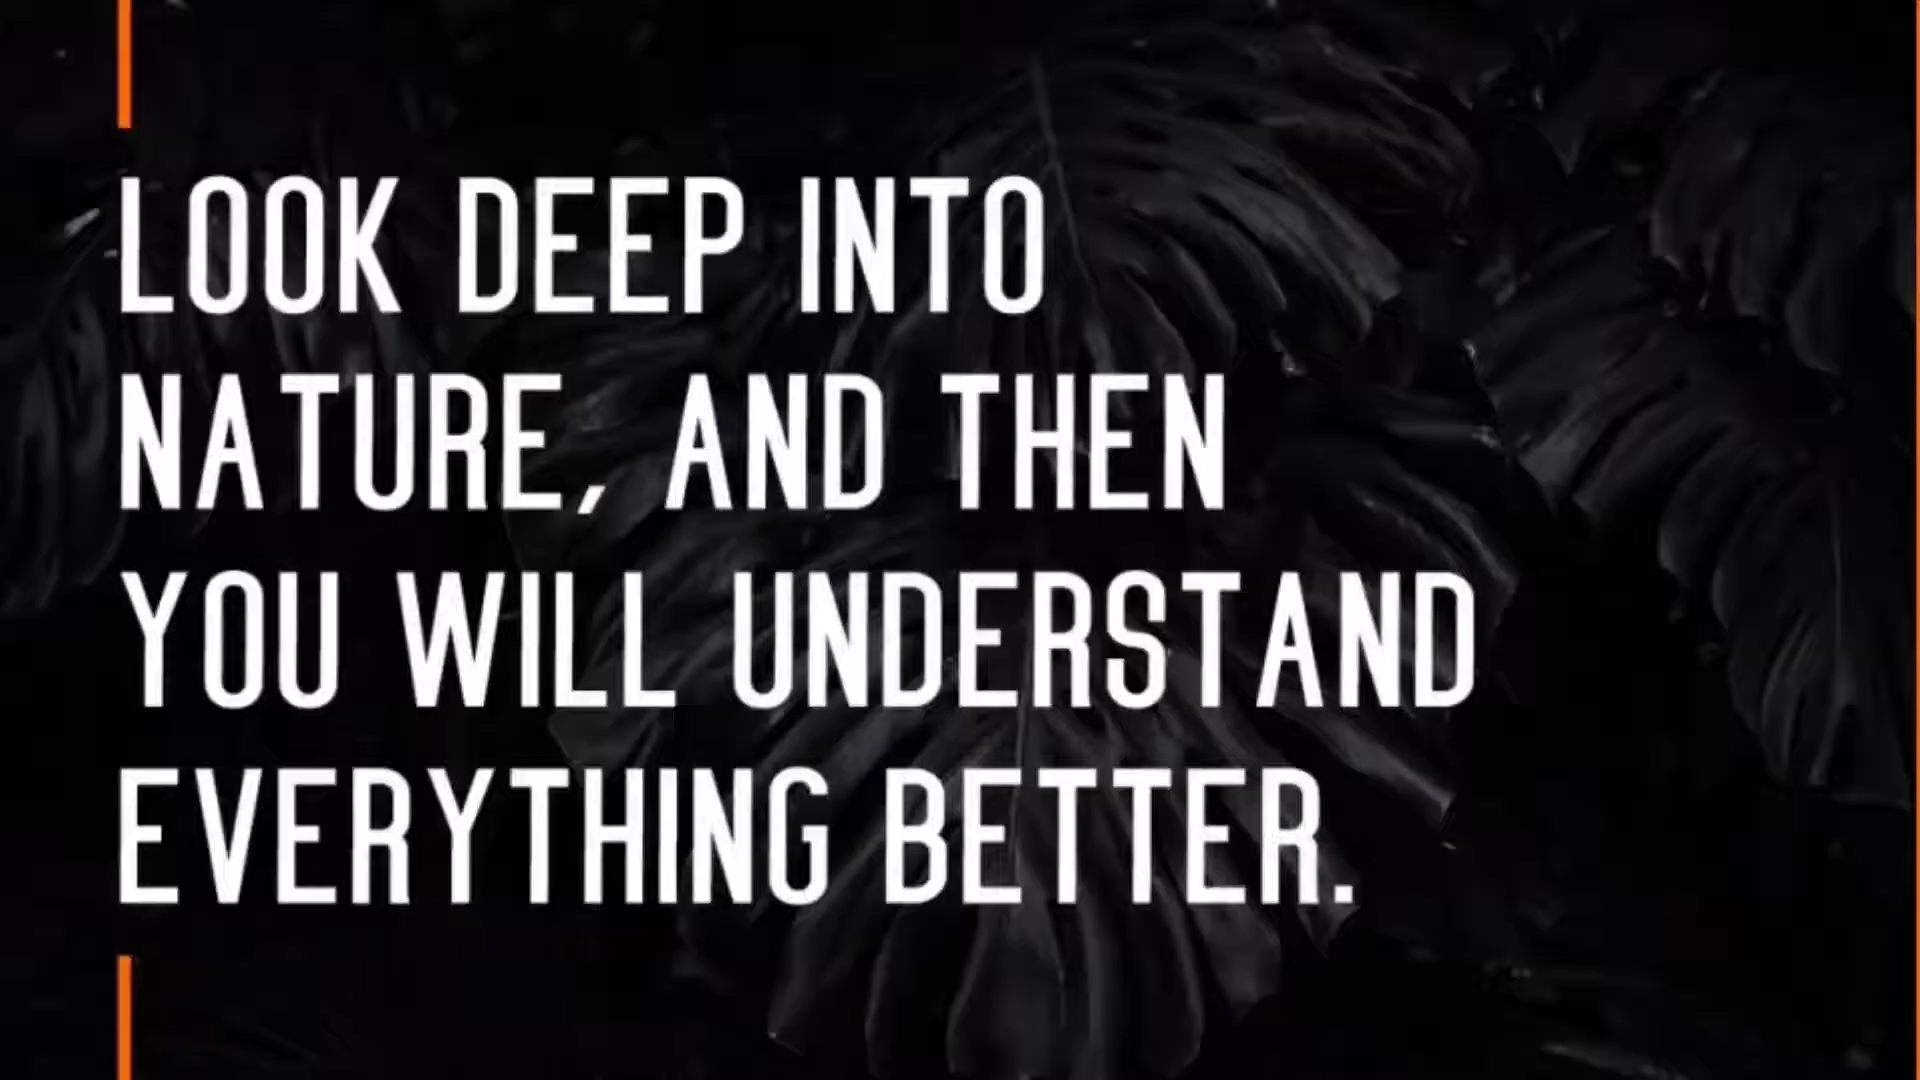 LOOK DEEP INTO
NATURE, AND THEN
YOU WILL UNDERSTAND
EVERYTHING BETTER.